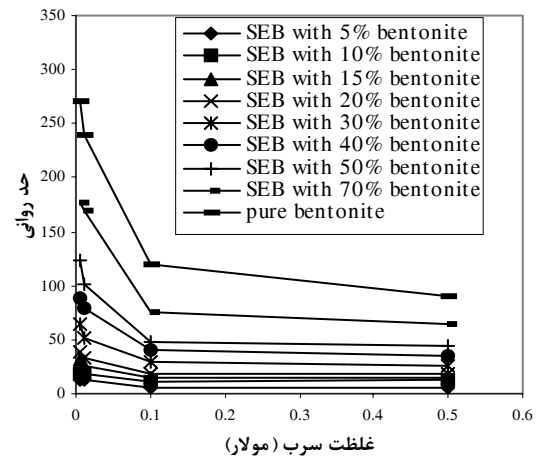 350
300
250
200
150
100
50
0
حد روانی
SEB with 5% bentonite
SEB with 10% bentonite
SEB with 15% bentonite
SEB with 20% bentonite
SEB with 30% bentonite
SEB with 40% bentonite
SEB with 50% bentonite
SEB with 70% bentonite
pure bentonite
0 0.1 0.2 0.3 0.4 0.5 0.6
غلظت سرب (مولار)